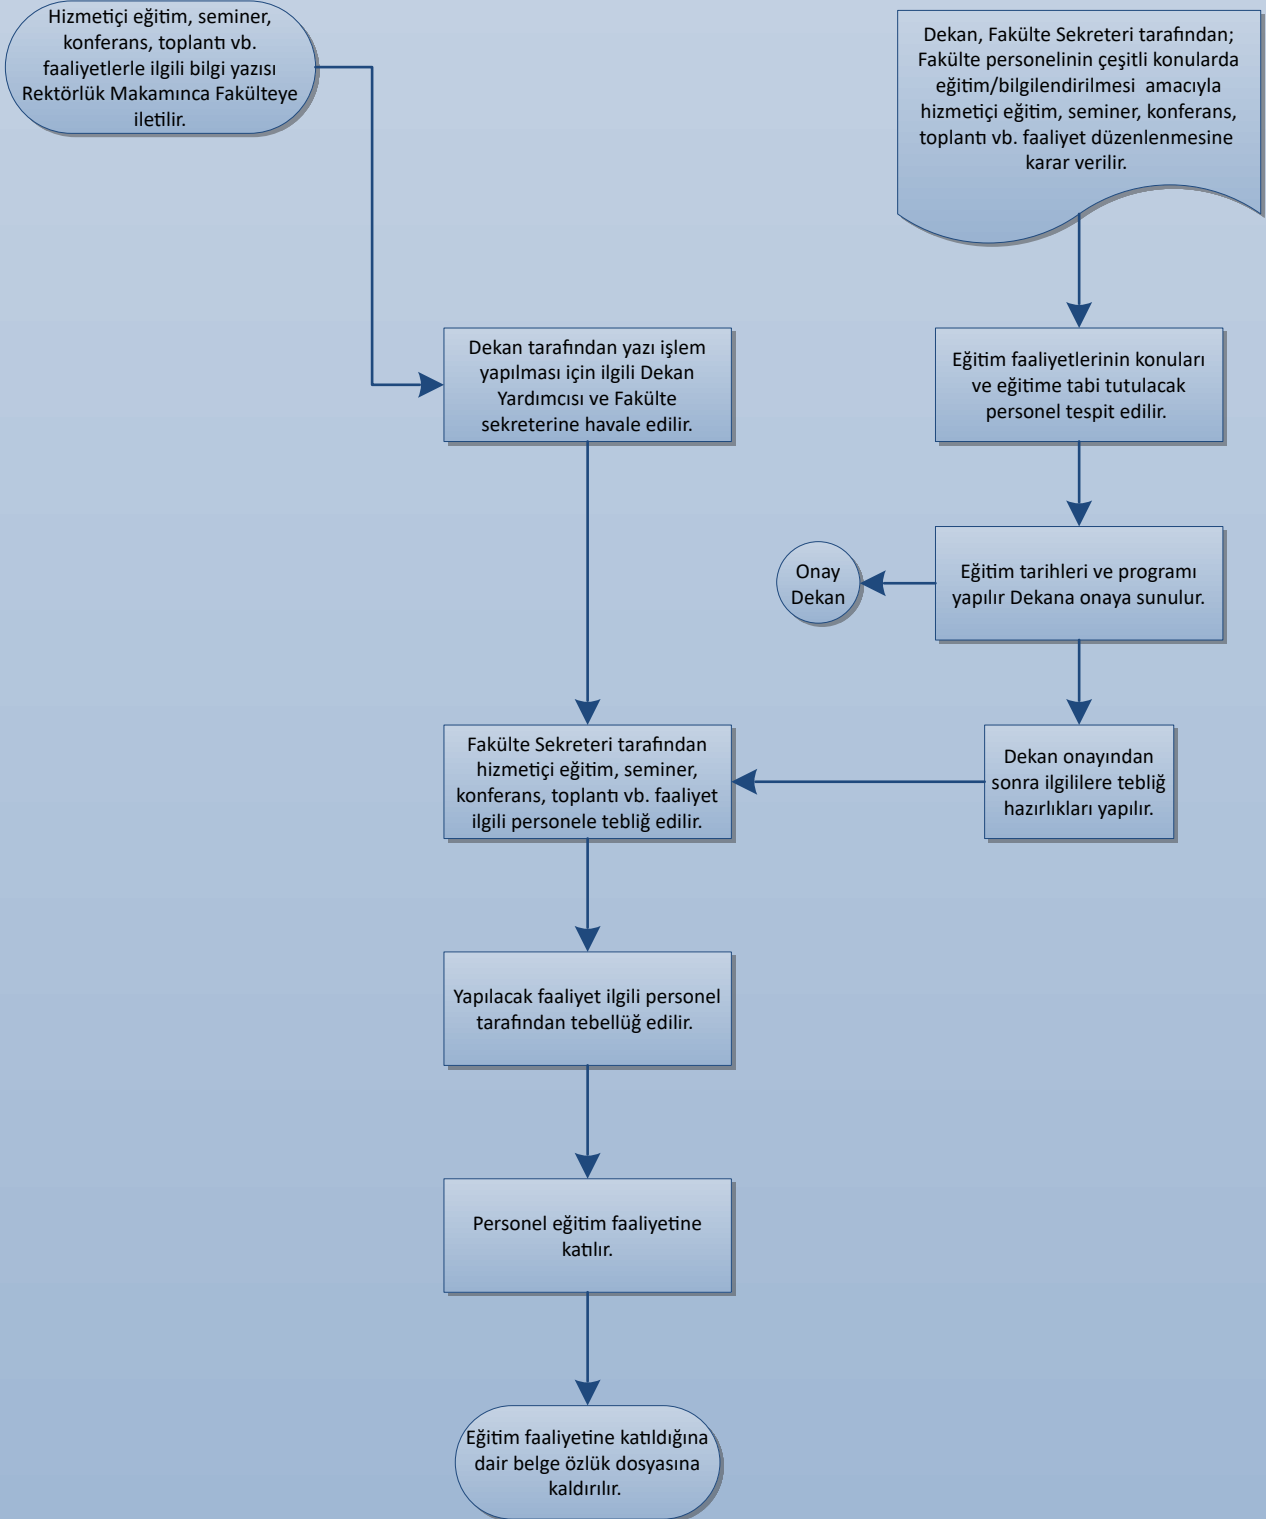 Hizmetiçi eğitim, seminer,
konferans, toplantı vb.
faaliyetlerle ilgili bilgi yazısı
Rektörlük Makamınca Fakülteye
iletilir.
Dekan, Fakülte Sekreteri tarafından;
Fakülte personelinin çeşitli konularda
eğitim/bilgilendirilmesi  amacıyla
hizmetiçi eğitim, seminer, konferans,
toplantı vb. faaliyet düzenlenmesine
karar verilir.
Dekan tarafından yazı işlem
yapılması için ilgili Dekan
Yardımcısı ve Fakülte
sekreterine havale edilir.
Eğitim faaliyetlerinin konuları
ve eğitime tabi tutulacak
personel tespit edilir.
Onay
Dekan
Eğitim tarihleri ve programı
yapılır Dekana onaya sunulur.
Fakülte Sekreteri tarafından
hizmetiçi eğitim, seminer,
konferans, toplantı vb. faaliyet
ilgili personele tebliğ edilir.
Dekan onayından
sonra ilgililere tebliğ
hazırlıkları yapılır.
Yapılacak faaliyet ilgili personel
tarafından tebellüğ edilir.
Personel eğitim faaliyetine
katılır.
Eğitim faaliyetine katıldığına
dair belge özlük dosyasına
kaldırılır.